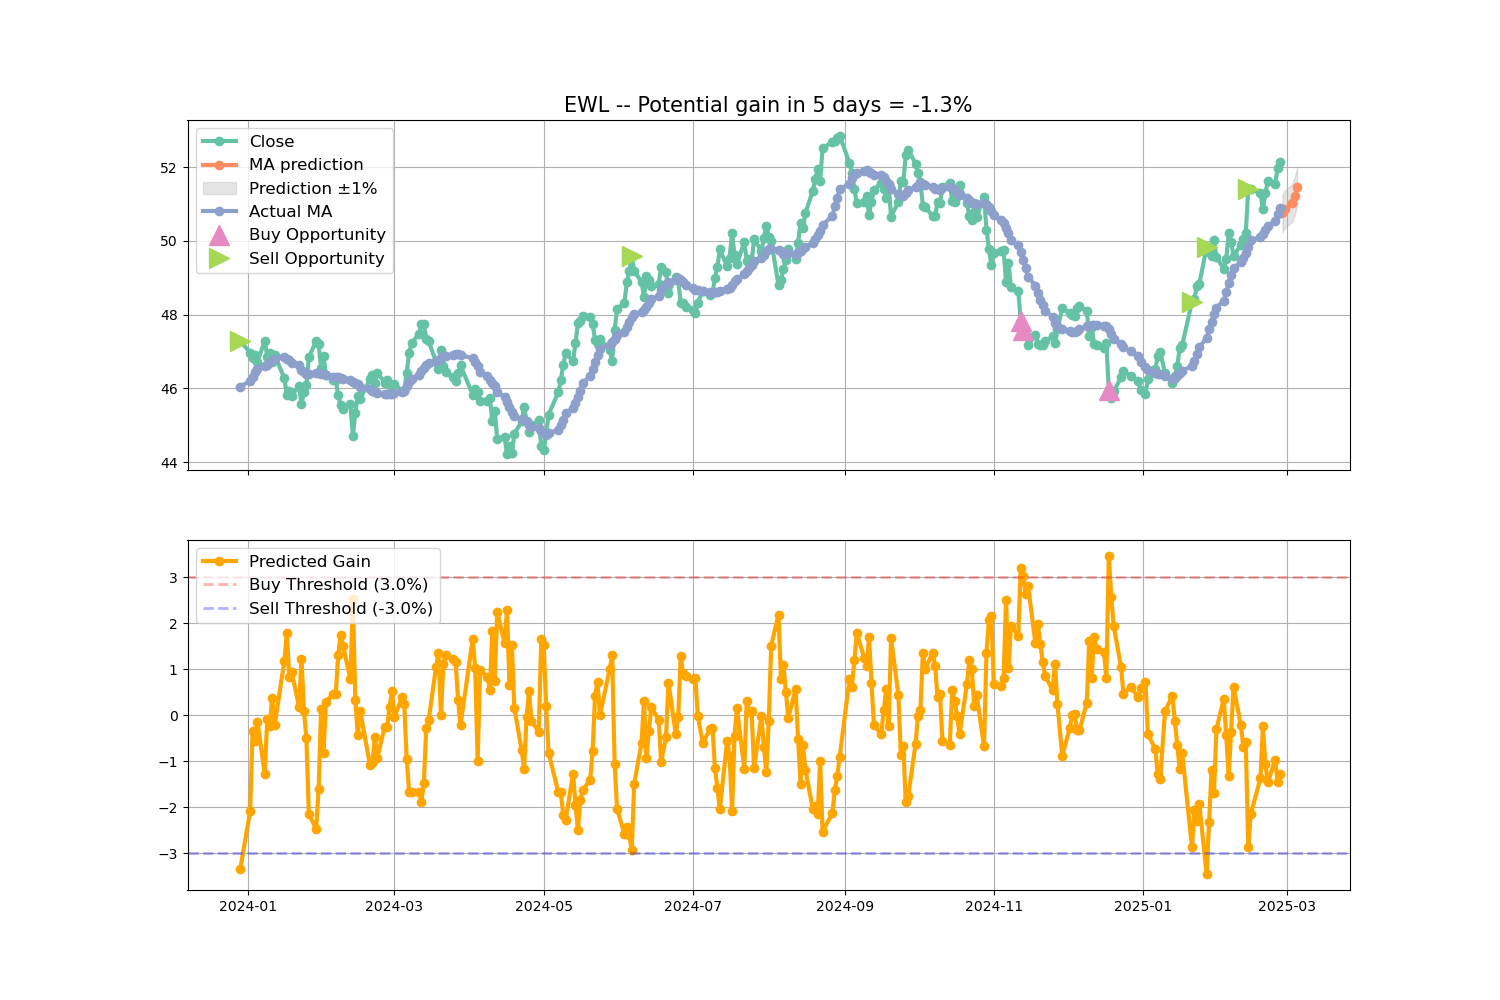 EWL -- Potential gain in 5 days = -1.3%
Close
MA prediction
Prediction ±1%
Actual MA
Buy Opportunity
Sell Opportunity
52
50
48
46
44
Predicted Gain
Buy Threshold (3.0%)
Sell Threshold (-3.0%)
3
2
1
0
−1
−2
−3
2024-01 2024-03 2024-05 2024-07 2024-09 2024-11 2025-01 2025-03